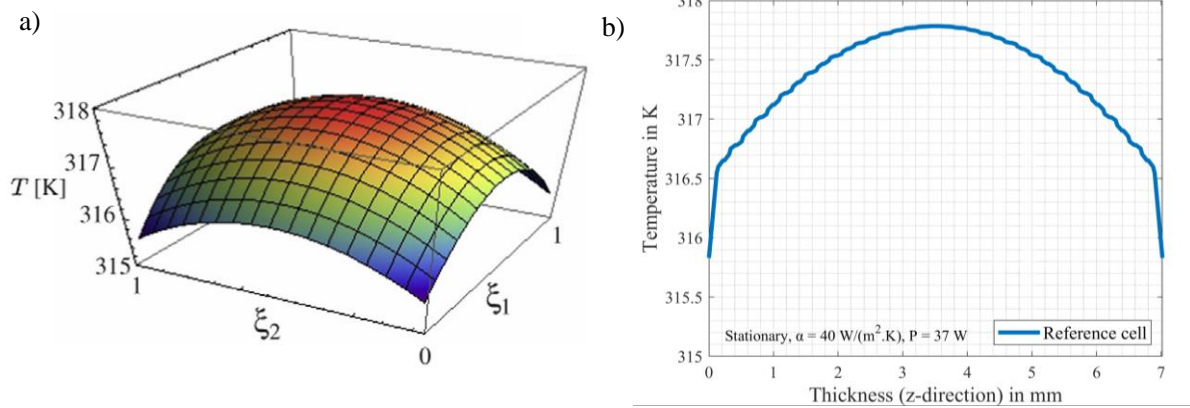 a)
318
317
316
315
T [K]
1
ξ2
0
ξ1
1
b)
318
317.5
317
316.5
316
315.5
315
Temperature in K
Stationary, α = 40 W/(m².K), P = 37 W
Reference cell
0 1 2 3 4 5 6 7
Thickness (z-direction) in mm